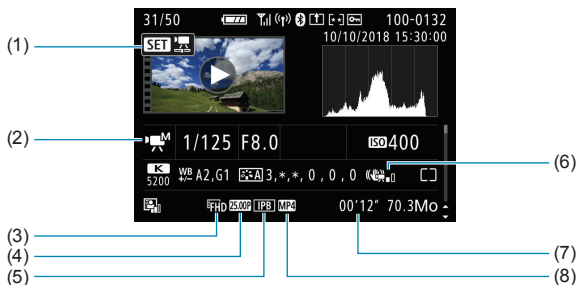 31/50 100-0132
10/10/2018 15:30:00
(1) SET
(2) M 1/125 F8.0 ISO 400
(6)
K 5200 WB +/- A2,G1 A 3,*,*, 0 , 0 , 0
FHD 25.00P IPB MP4 00'12" 70.3Mo
(3) (7)
(4) (8)
(5)